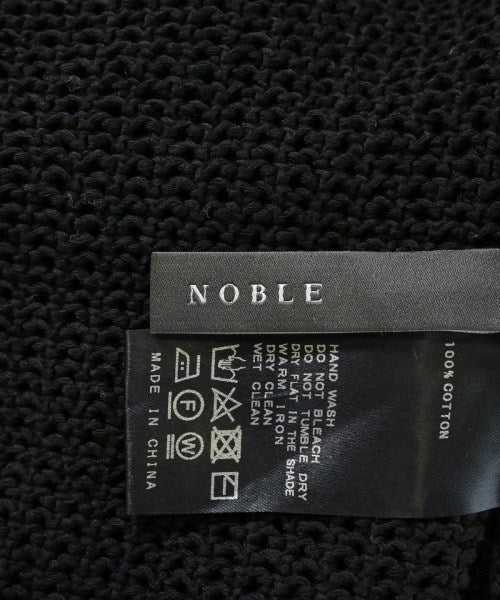 NOBLE
100% COTTON
HAND WASH
DO NOT BLEACH
DO NOT TUMBLE DRY
DRY FLAT IN THE SHADE
WARM IRON
DRY CLEAN
WET CLEAN
F
W
MADE IN CHINA